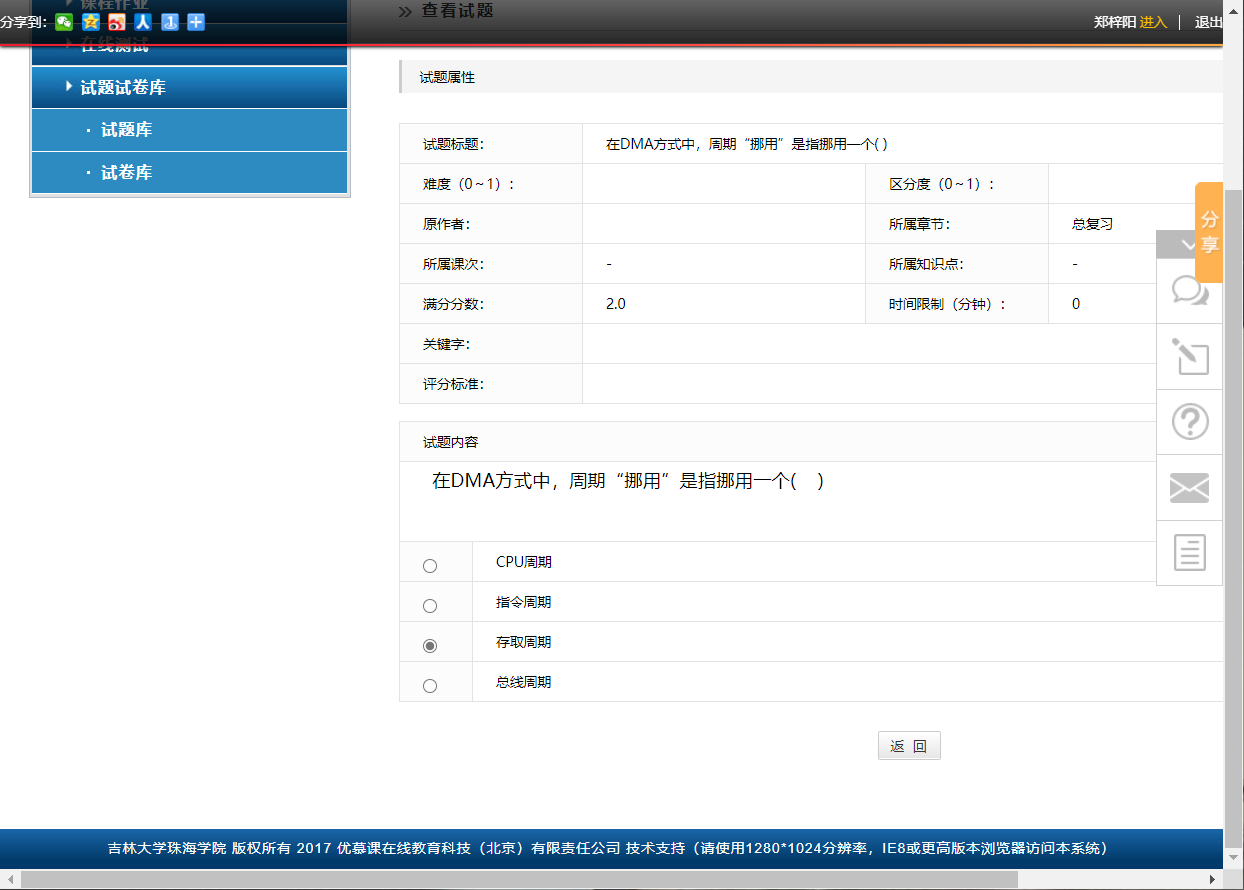 课程作业
查看试题
分享到:
郑梓阳 进入 | 退出
在线测试
试题试卷库
· 试题库
· 试卷库
试题属性
试题标题: 在DMA方式中，周期“挪用”是指挪用一个( )
难度（0~1）: 区分度（0~1）:
原作者: 所属章节: 总复习
所属课次: - 所属知识点: -
满分分数: 2.0 时间限制（分钟）: 0
关键字:
评分标准:
分享
试题内容
在DMA方式中，周期“挪用”是指挪用一个( )
CPU周期
指令周期
存取周期
总线周期
返 回
吉林大学珠海学院 版权所有 2017 优慕课在线教育科技（北京）有限责任公司 技术支持（请使用1280*1024分辨率，IE8或更高版本浏览器访问本系统）